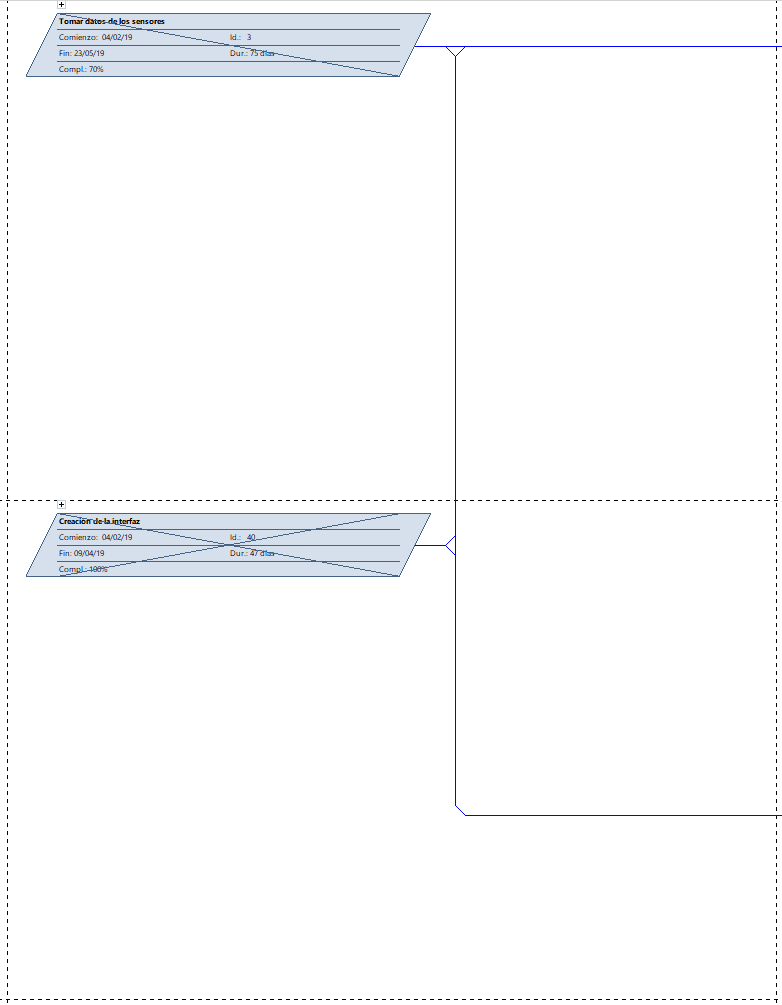 Tomar datos de los sensores
Comienzo: 04/02/19 Id.: 3
Fin: 23/05/19 Dur.: 75 días
Compl.: 70%
Creación de la interfaz
Comienzo: 04/02/19 Id.: 40
Fin: 09/04/19 Dur.: 47 días
Compl.: 100%